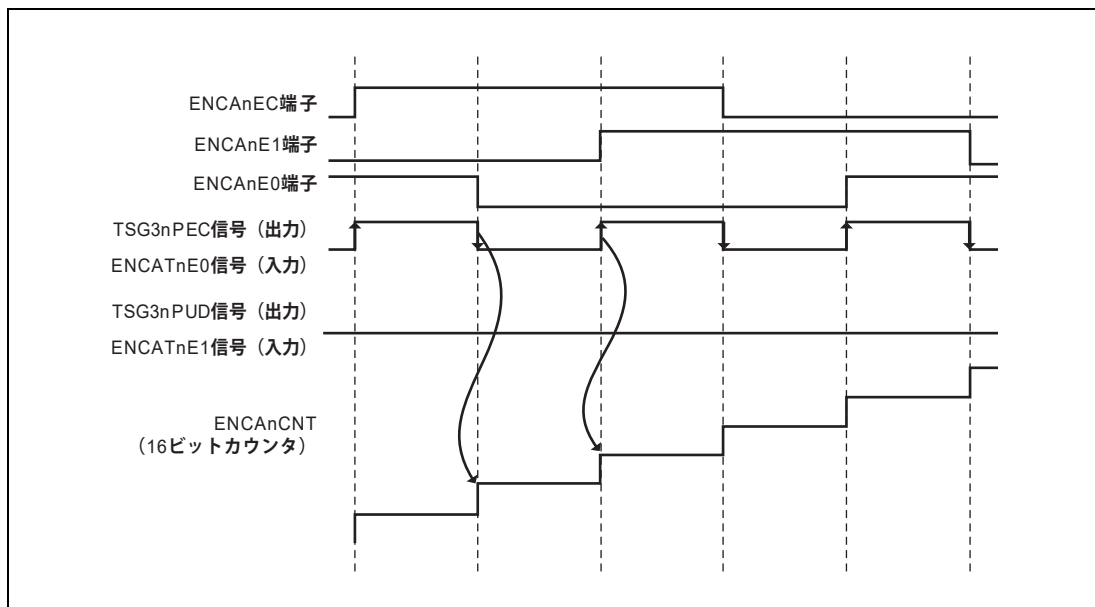 ENCAnEC端子
ENCAnE1端子
ENCAnE0端子
TSG3nPEC信号（出力）
ENCATnE0信号（入力）
TSG3nPUD信号（出力）
ENCATnE1信号（入力）
ENCAnCNT
（16ビットカウンタ）